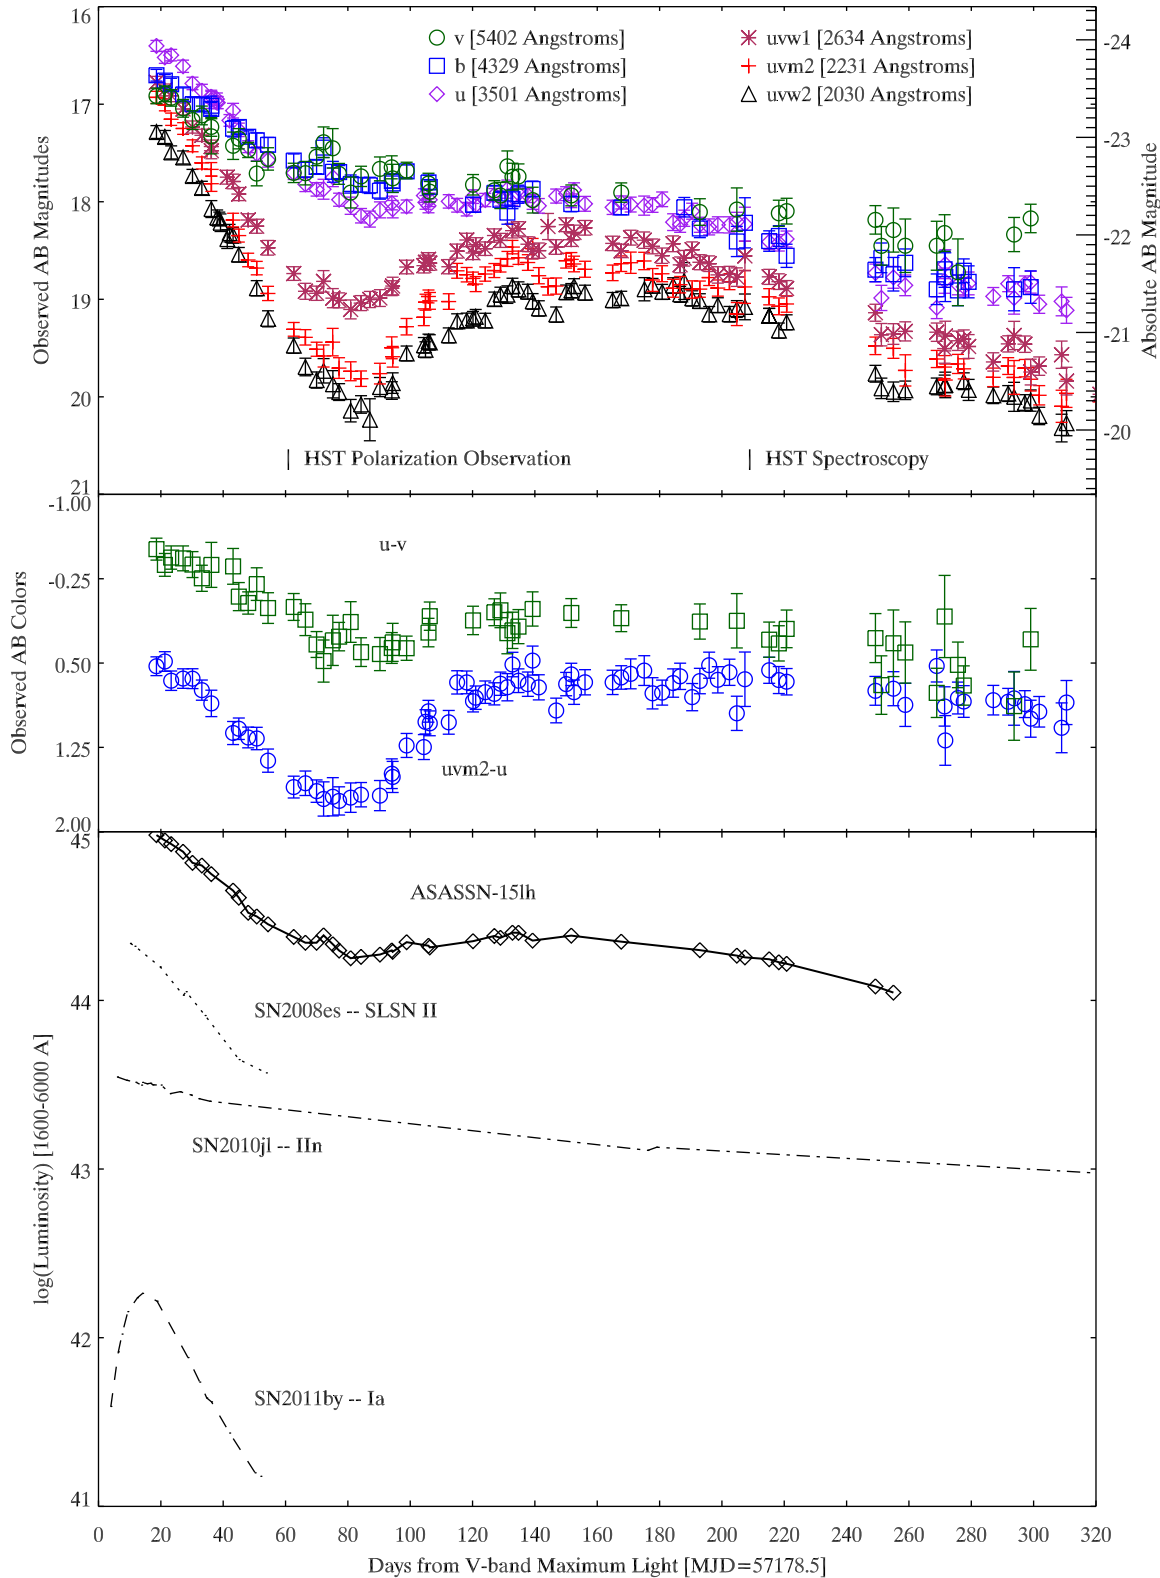 16
17
18
19
20
21
Observed AB Magnitudes
v [5402 Angstroms]
b [4329 Angstroms]
u [3501 Angstroms]
uvw1 [2634 Angstroms]
uvm2 [2231 Angstroms]
uvw2 [2030 Angstroms]
-24
-23
-22
-21
-20
Absolute AB Magnitude
| HST Polarization Observation
| HST Spectroscopy
-1.00
-0.25
0.50
1.25
2.00
Observed AB Colors
u-v
uvm2-u
45
44
43
42
41
log(Luminosity) [1600-6000 A]
ASASSN-15lh
SN2008es -- SLSN II
SN2010jl -- IIn
SN2011by -- Ia
0 20 40 60 80 100 120 140 160 180 200 220 240 260 280 300 320
Days from V-band Maximum Light [MJD=57178.5]